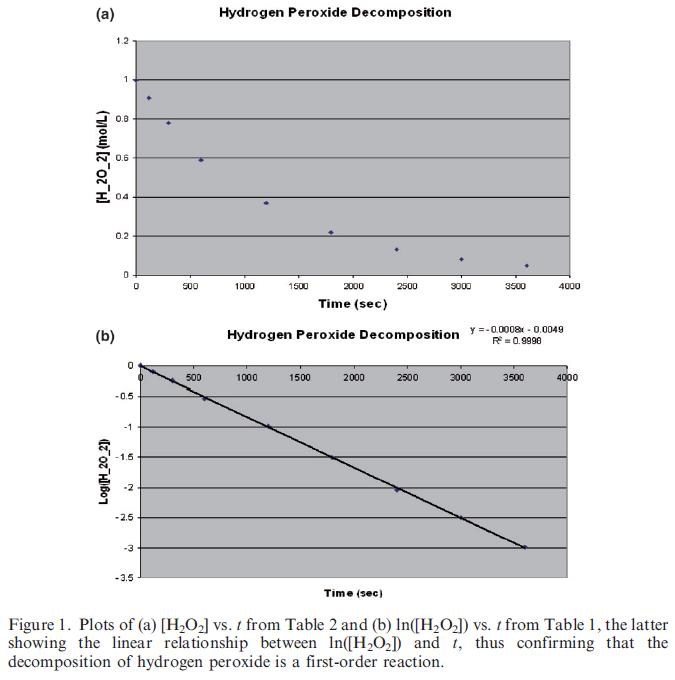 (a)
Hydrogen Peroxide Decomposition
[H_2O_2] (mol/L)
1.2
1
0.8
0.6
0.4
0.2
0
0 500 1000 1500 2000 2500 3000 3500 4000
Time (sec)
(b)
Hydrogen Peroxide Decomposition
y = -0.0008x - 0.0049
R² = 0.9996
Log([H_2O_2])
0
0 500 1000 1500 2000 2500 3000 3500 4000
-0.5
-1
-1.5
-2
-2.5
-3
-3.5
Time (sec)
Figure 1. Plots of (a) [H₂O₂] vs. t from Table 2 and (b) ln([H₂O₂]) vs. t from Table 1, the latter
showing the linear relationship between ln([H₂O₂]) and t, thus confirming that the
decomposition of hydrogen peroxide is a first-order reaction.